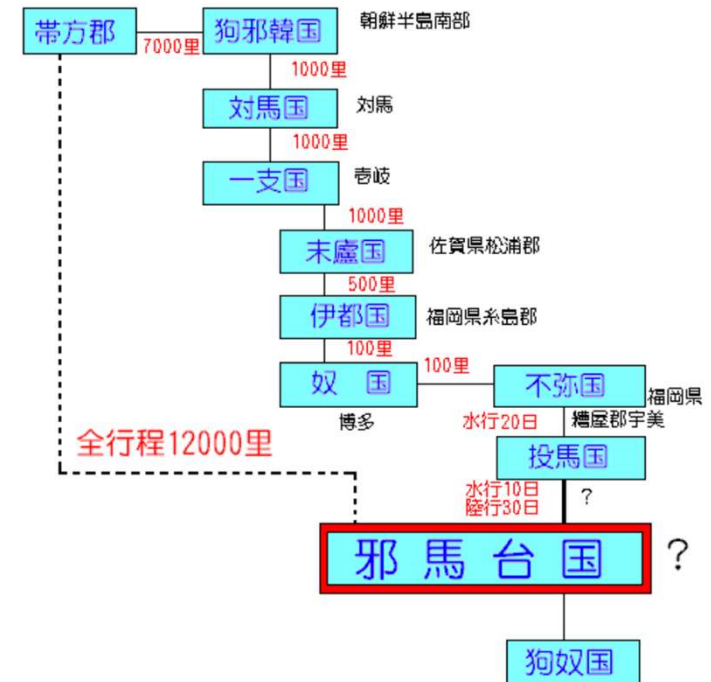 帯方郡
7000里
狗邪韓国
朝鮮半島南部
1000里
対馬国
対馬
1000里
一支国
壱岐
1000里
末盧国
佐賀県松浦郡
500里
伊都国
福岡県糸島郡
100里
奴 国
100里
不弥国
福岡県
博多
水行20日
糟屋郡宇美
全行程12000里
投馬国
水行10日
陸行30日
?
邪馬台国
?
狗奴国